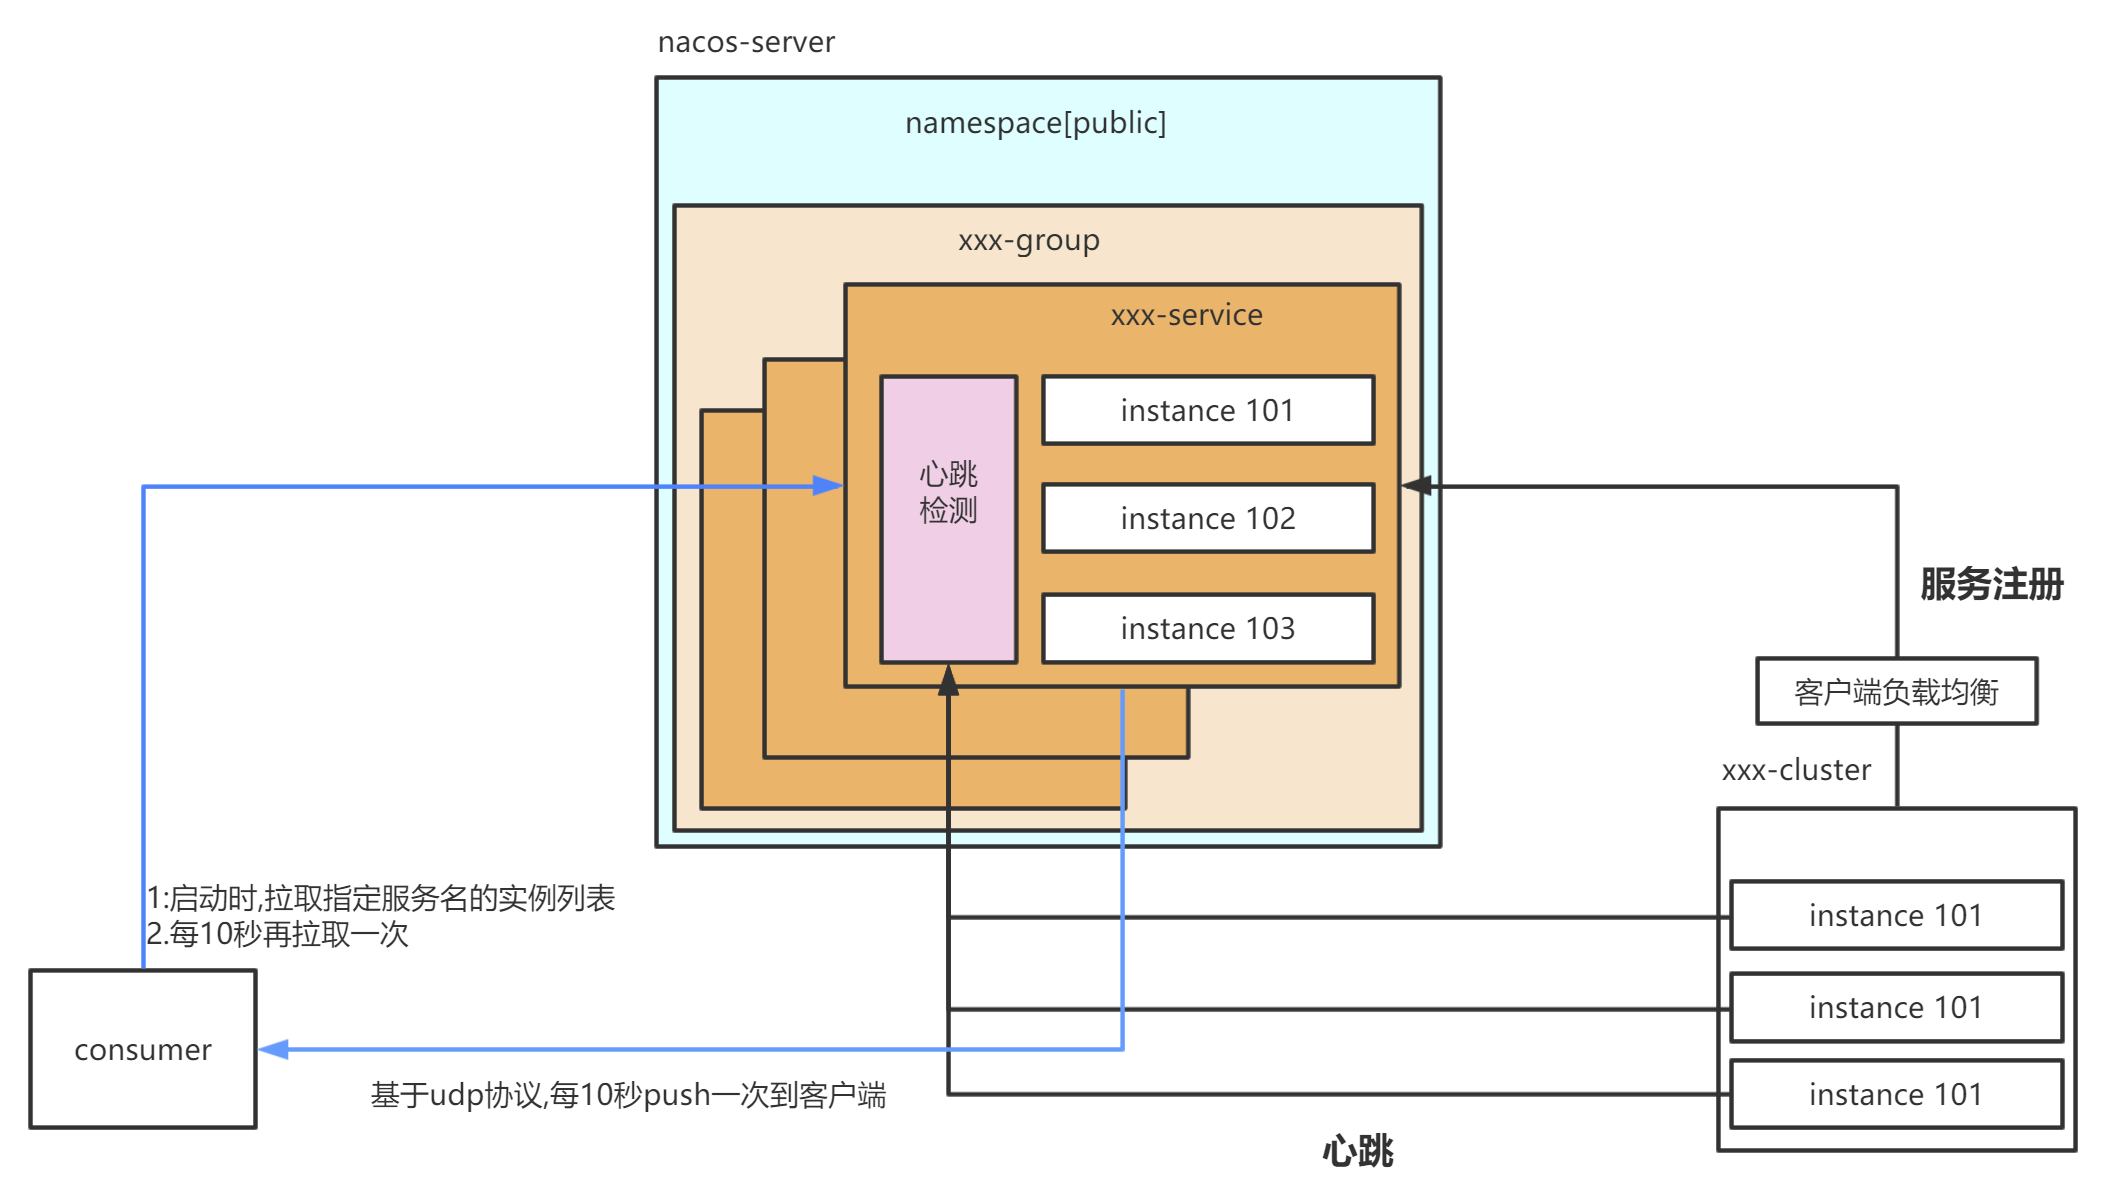 nacos-server
namespace[public]
xxx-group
xxx-service
心跳
检测
instance 101
instance 102
instance 103
服务注册
客户端负载均衡
xxx-cluster
instance 101
instance 101
instance 101
1:启动时,拉取指定服务名的实例列表
2.每10秒再拉取一次
consumer
基于udp协议,每10秒push一次到客户端
心跳